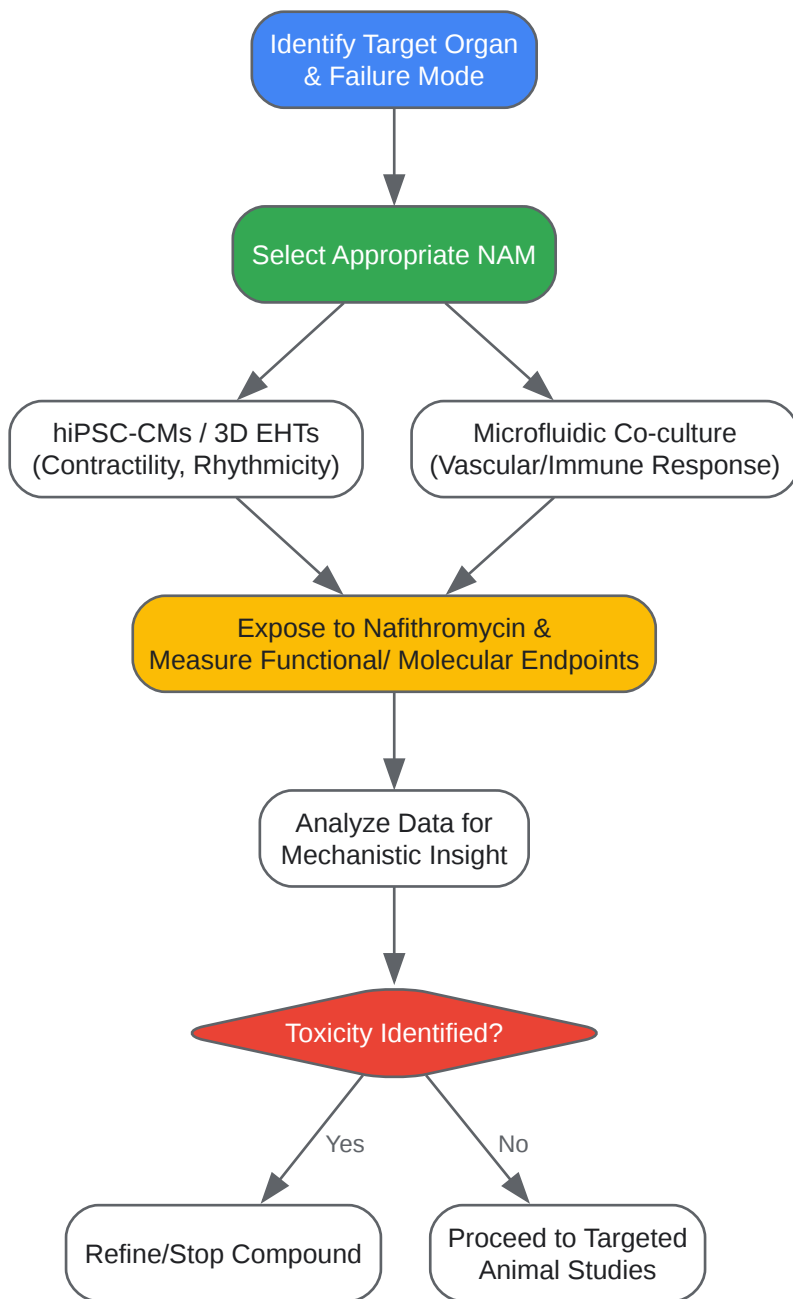 Identify Target Organ
& Failure Mode
Select Appropriate NAM
hiPSC-CMs / 3D EHTs
(Contractility, Rhythmicity)
Microfluidic Co-culture
(Vascular/Immune Response)
Expose to Nafithromycin &
Measure Functional/ Molecular Endpoints
Analyze Data for
Mechanistic Insight
Toxicity Identified?
Yes
No
Refine/Stop Compound
Proceed to Targeted
Animal Studies